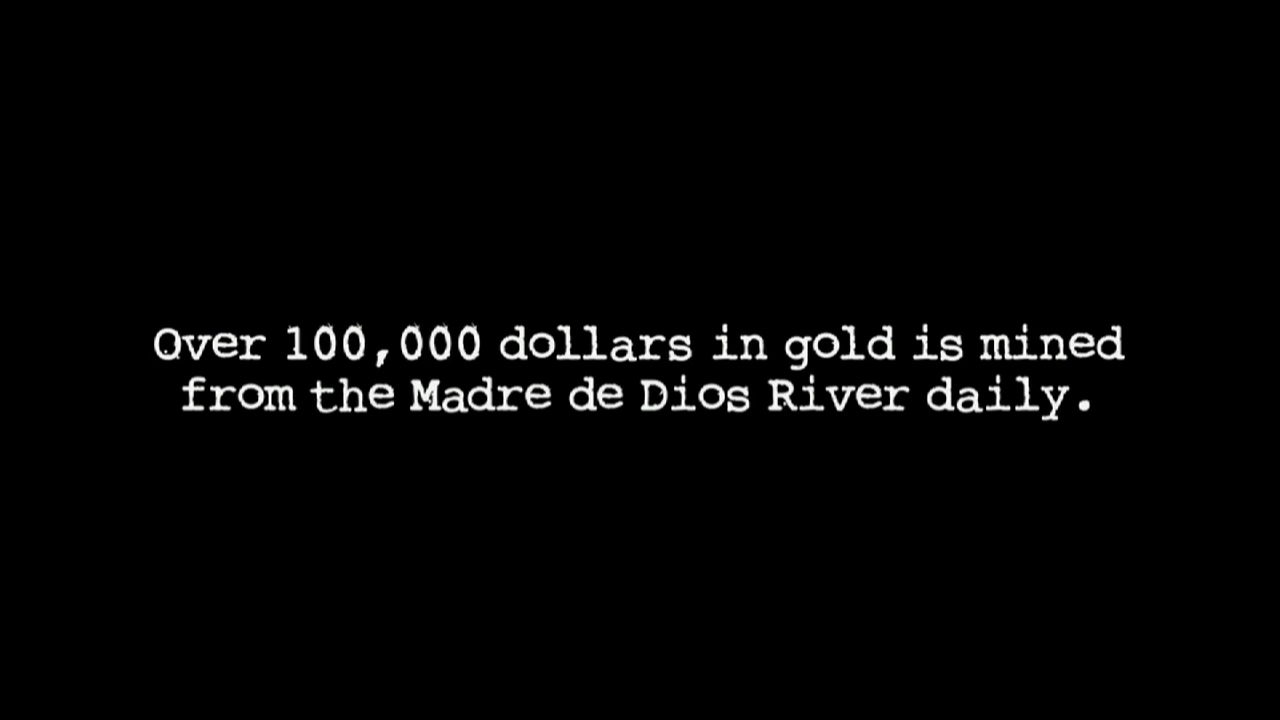 Over 100,000 dollars in gold is mined
from the Madre de Dios River daily.